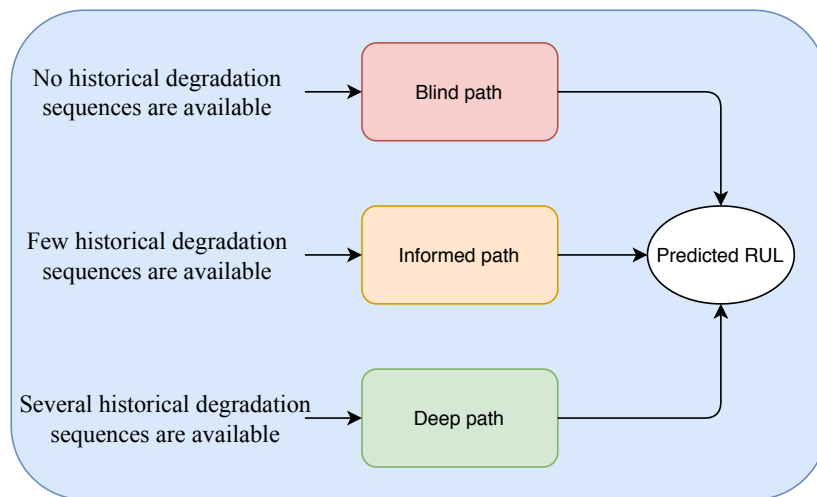 No historical degradation
sequences are available
Blind path
Few historical degradation
sequences are available
Informed path
Predicted RUL
Several historical degradation
sequences are available
Deep path